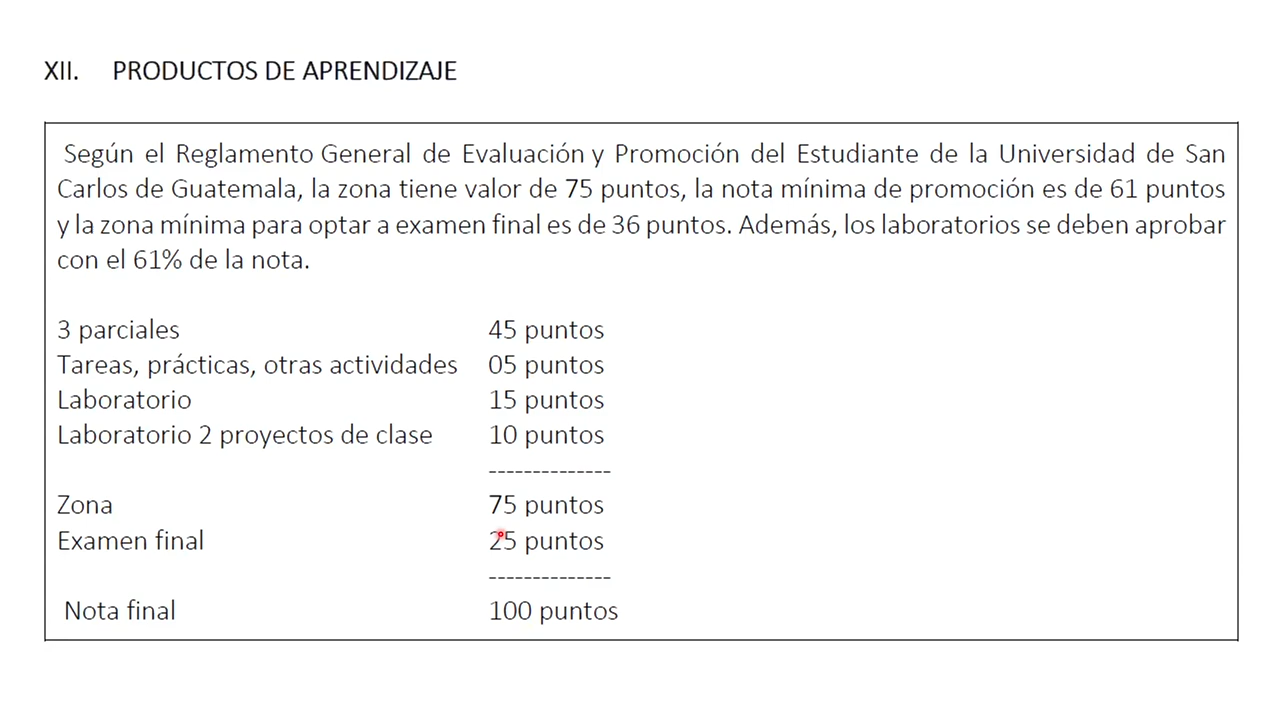 XII. PRODUCTOS DE APRENDIZAJE
Según el Reglamento General de Evaluación y Promoción del Estudiante de la Universidad de San
Carlos de Guatemala, la zona tiene valor de 75 puntos, la nota mínima de promoción es de 61 puntos
y la zona mínima para optar a examen final es de 36 puntos. Además, los laboratorios se deben aprobar
con el 61% de la nota.
3 parciales 45 puntos
Tareas, prácticas, otras actividades 05 puntos
Laboratorio 15 puntos
Laboratorio 2 proyectos de clase 10 puntos
--------------
Zona 75 puntos
Examen final 25 puntos
--------------
Nota final 100 puntos